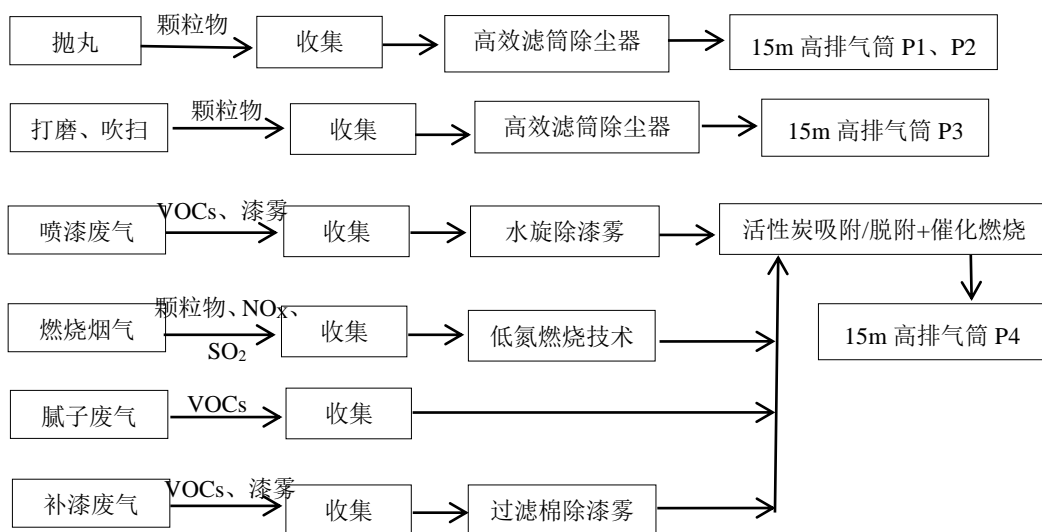 抛丸
颗粒物
收集
高效滤筒除尘器
15m 高排气筒 P1、P2
打磨、吹扫
颗粒物
收集
高效滤筒除尘器
15m 高排气筒 P3
喷漆废气
VOCs、漆雾
收集
水旋除漆雾
活性炭吸附/脱附+催化燃烧
燃烧烟气
颗粒物、NOX、
SO2
收集
低氮燃烧技术
15m 高排气筒 P4
腻子废气
VOCs
收集
补漆废气
VOCs、漆雾
收集
过滤棉除漆雾